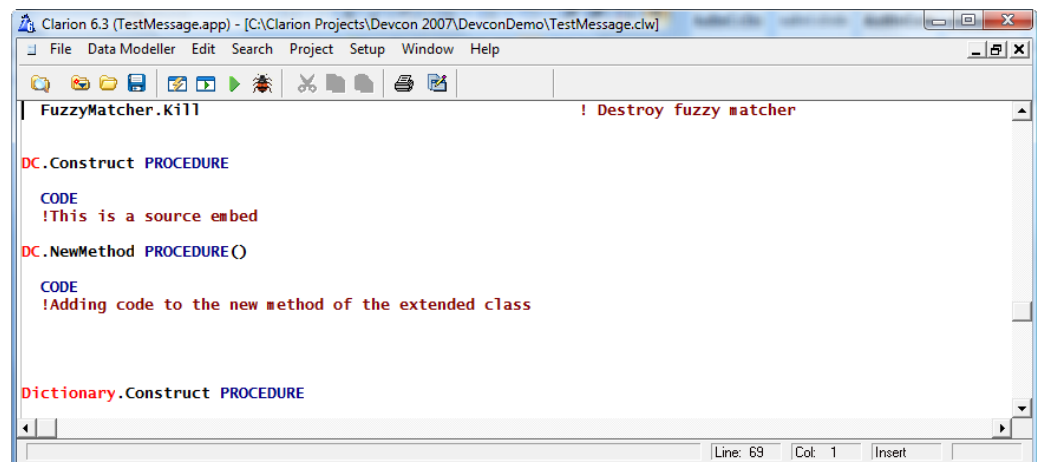 Clarion 6.3 (TestMessage.app) - [C:\Clarion Projects\Devcon 2007\DevconDemo\TestMessage.clw]
File Data Modeller Edit Search Project Setup Window Help
FuzzyMatcher.Kill ! Destroy fuzzy matcher
DC.Construct PROCEDURE
CODE
!This is a source embed
DC.NewMethod PROCEDURE()
CODE
!Adding code to the new method of the extended class
Dictionary.Construct PROCEDURE
Line: 69 Col: 1 Insert